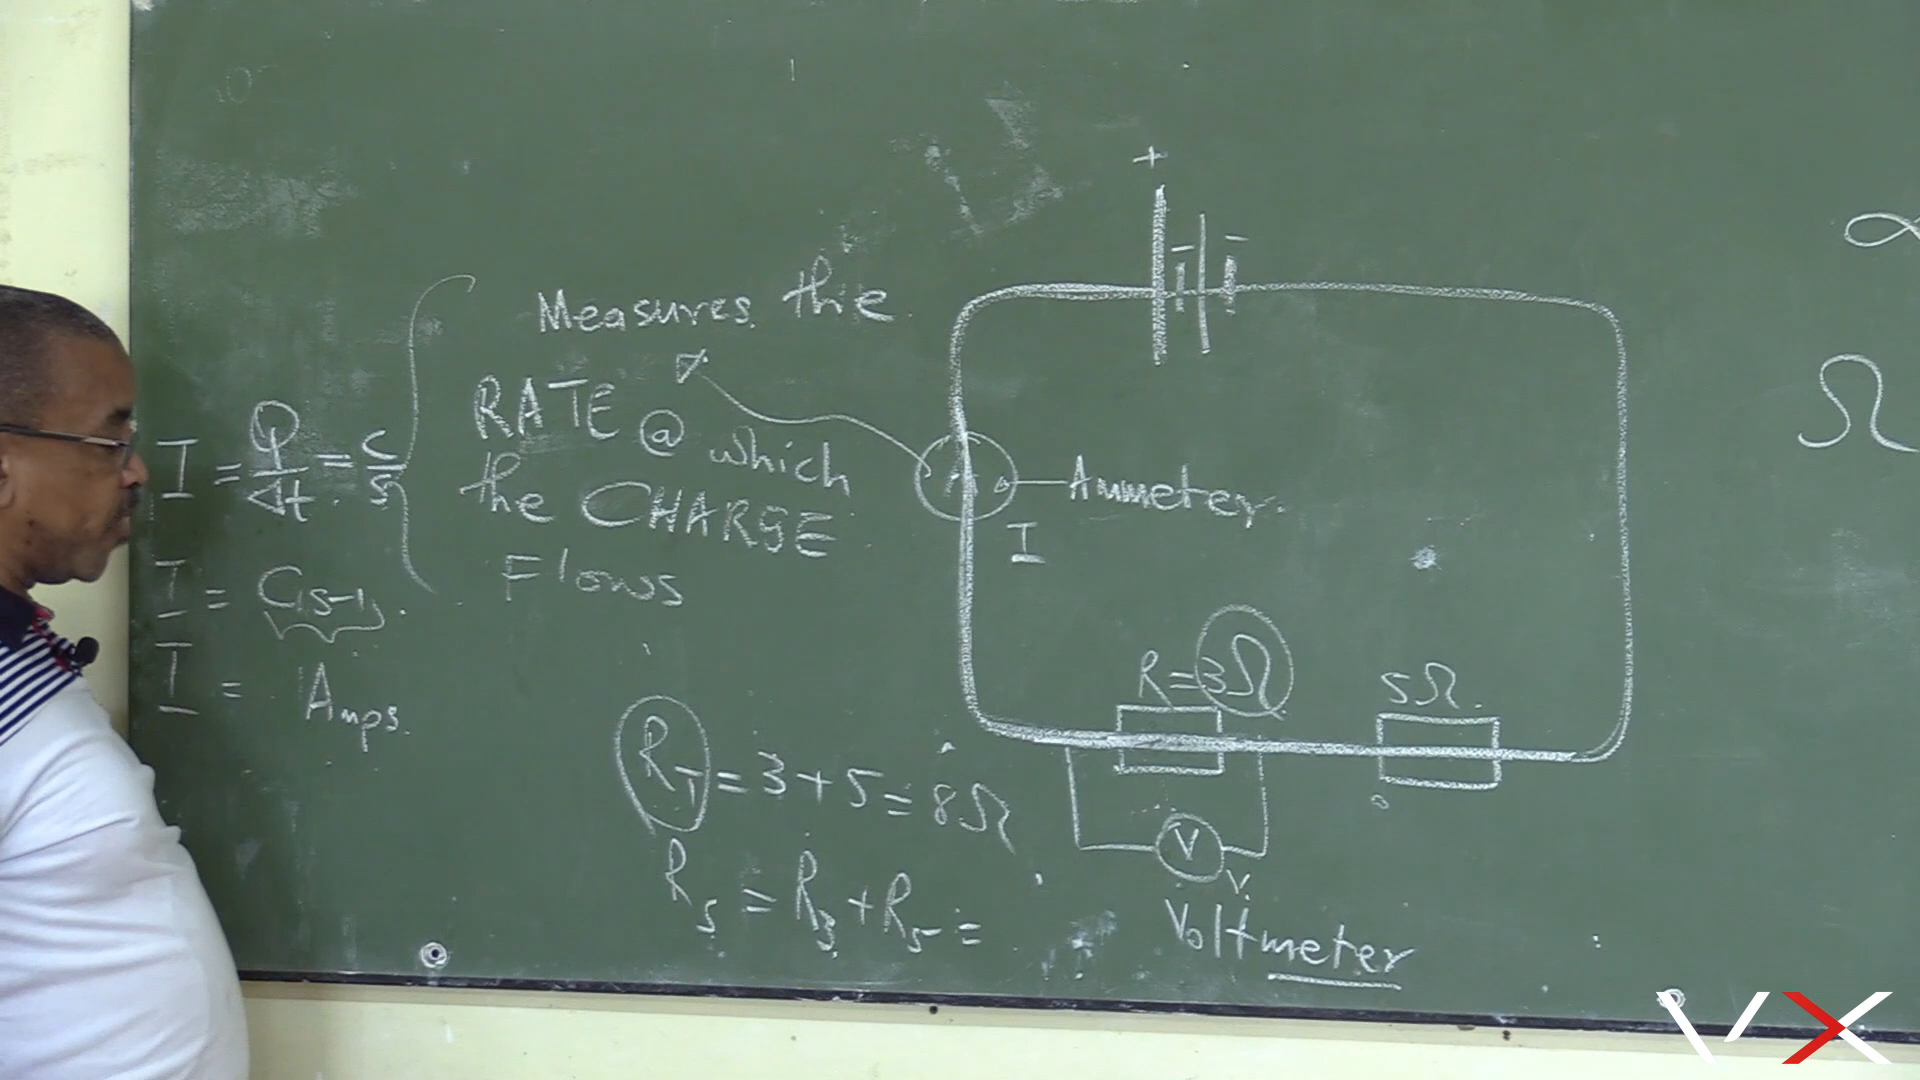 Measures the
RATE @ which
the CHARGE
Flows
I = Q/Δt = C/s
I = C(s-1).
I = Amps.
+
- -
A
Ammeter.
I
R=3Ω
5Ω.
V
V.
Voltmeter
R_T = 3+5 = 8Ω
R_s = R_3 + R_5 =
Ω
VX